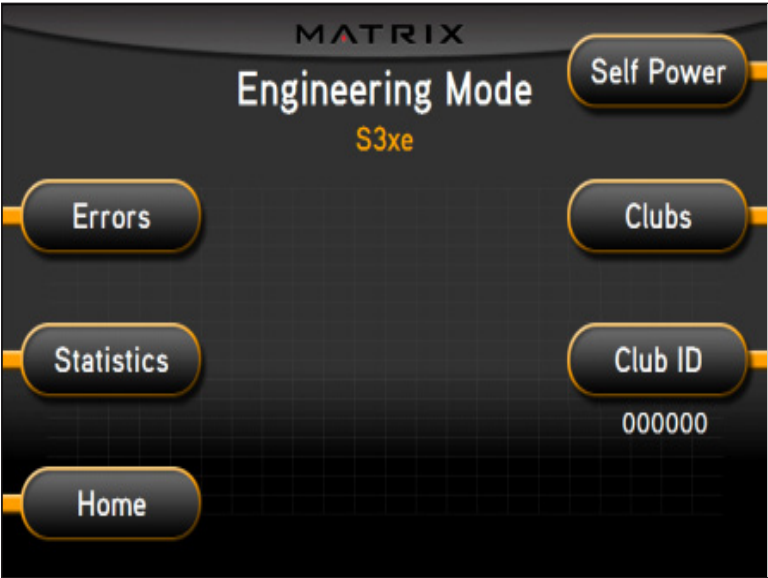 MATRIX
Engineering Mode
S3xe
Self Power
Errors
Clubs
Statistics
Club ID
000000
Home